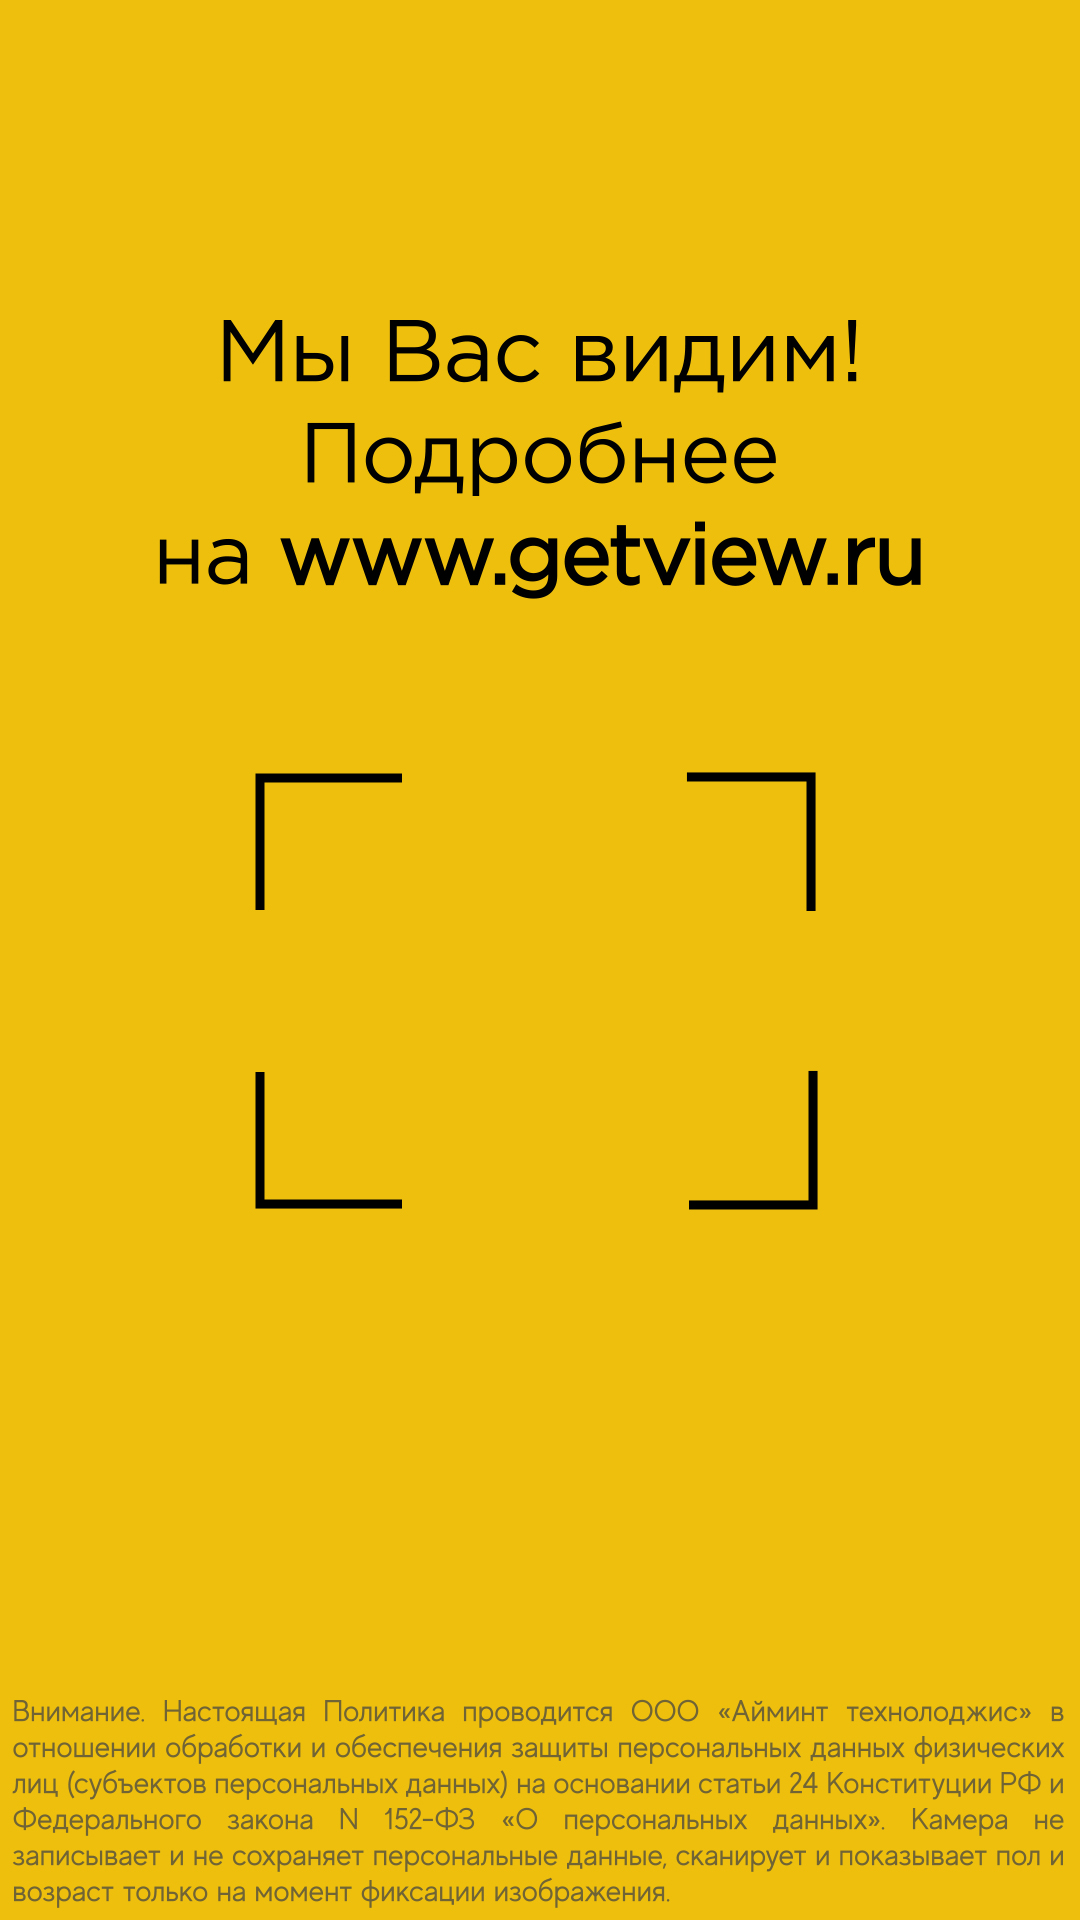 Мы Вас видим!
Подробнее
на www.getview.ru
Внимание. Настоящая Политика проводится ООО «Айминт технолоджис» в
отношении обработки и обеспечения защиты персональных данных физических
лиц (субъектов персональных данных) на основании статьи 24 Конституции РФ и
Федерального закона N 152-ФЗ «О персональных данных». Камера не
записывает и не сохраняет персональные данные, сканирует и показывает пол и
возраст только на момент фиксации изображения.